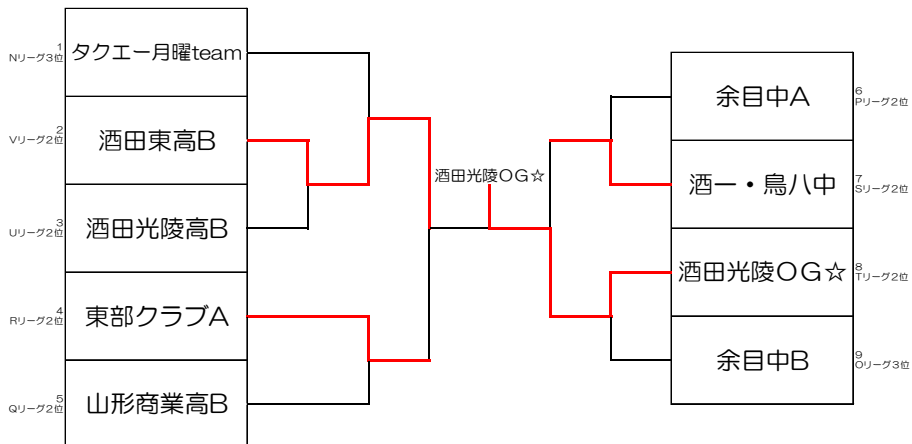 1
Nリーグ3位
タクエー月曜team
2
Vリーグ2位
酒田東高B
3
Uリーグ2位
酒田光陵高B
4
Rリーグ2位
東部クラブA
5
Qリーグ2位
山形商業高B
酒田光陵OG☆
余目中A
6
Pリーグ2位
酒一・鳥八中
7
Sリーグ2位
酒田光陵OG☆
8
Tリーグ2位
余目中B
9
Oリーグ3位